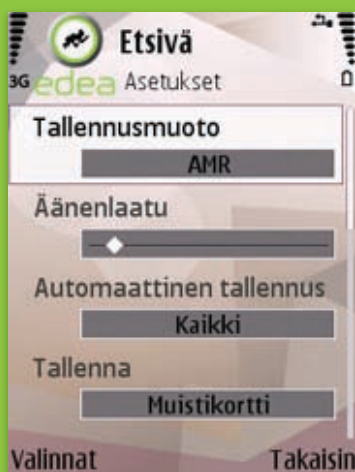 Etsivä
3G edea Asetukset
Tallennusmuoto
AMR
Äänenlaatu
Automaattinen tallennus
Kaikki
Tallenna
Muistikortti
Valinnat Takaisin